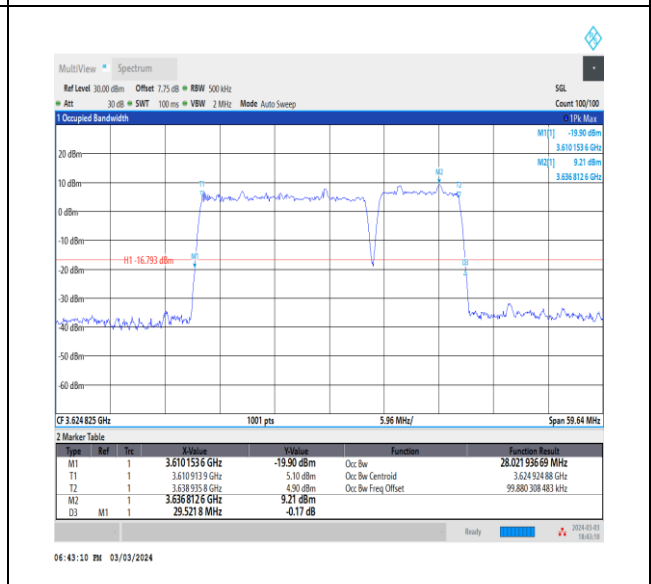 MultiView Spectrum
Ref Level 30.00 dBm Offset 7.75 dB RBW 500 kHz SGL
Att 30 dB SWT 100 ms VBW 2 MHz Mode Auto Sweep Count 100/100
1 Occupied Bandwidth 1Pk Max
M1[1] -19.90 dBm
3.610 153 6 GHz
M2[1] 9.21 dBm
3.636 812 6 GHz
20 dBm
M2
10 dBm
T1
T2
0 dBm
-10 dBm
H1 -16.793 dBm
M1
D3
-20 dBm
-30 dBm
-40 dBm
-50 dBm
-60 dBm
CF 3.624 825 GHz 1001 pts 5.96 MHz/ Span 59.64 MHz
2 Marker Table
Type Ref Trc X-Value Y-Value Function Function Result
M1 1 3.610 153 6 GHz -19.90 dBm Occ Bw 28.021 936 69 MHz
T1 1 3.610 913 9 GHz 5.10 dBm Occ Bw Centroid 3.624 924 88 GHz
T2 1 3.638 935 8 GHz 4.90 dBm Occ Bw Freq Offset 99.880 308 483 kHz
M2 1 3.636 812 6 GHz 9.21 dBm
D3 M1 1 29.521 8 MHz -0.17 dB
Ready 2024-03-03
18:43:10
06:43:10 PM 03/03/2024